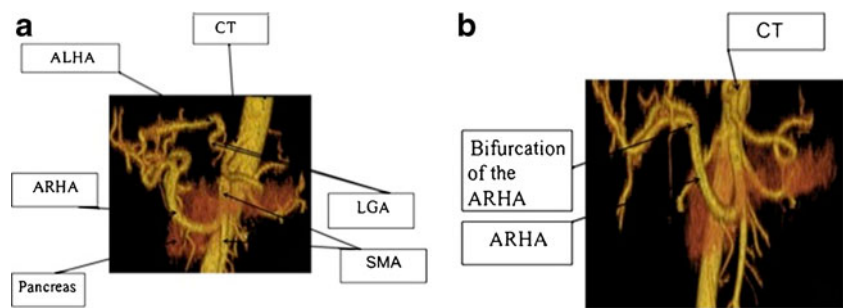 a
CT
ALHA
ARHA
LGA
SMA
Pancreas
b
CT
Bifurcation
of the
ARHA
ARHA